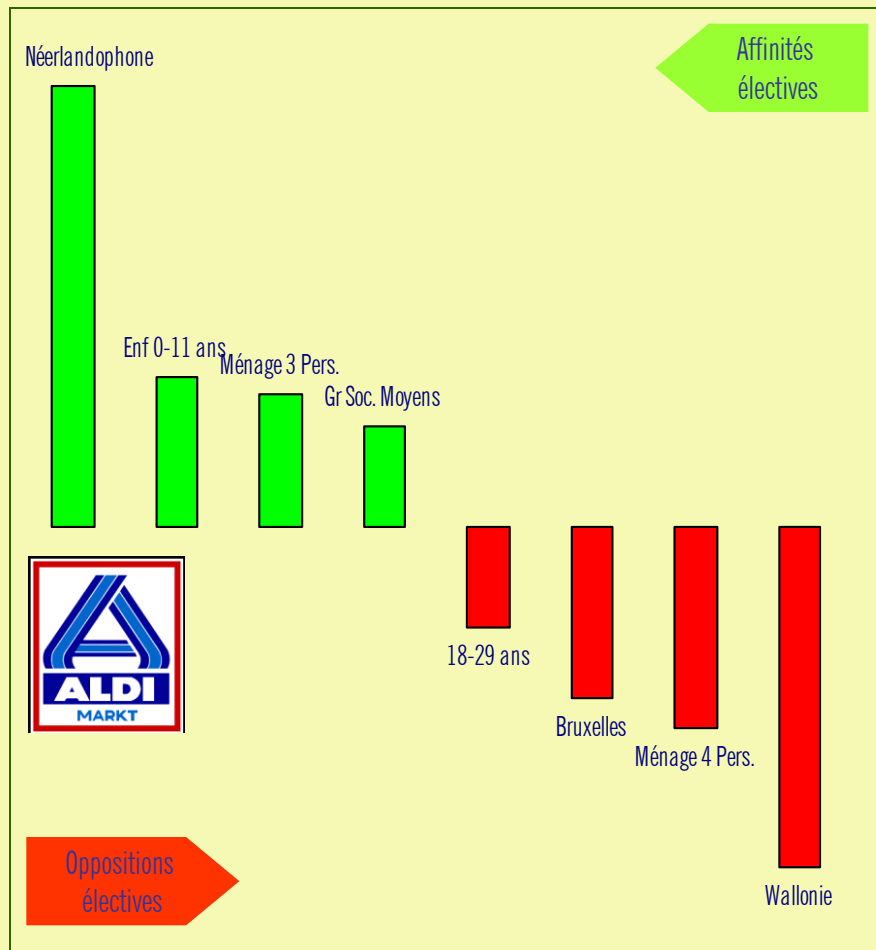 Néerlandophone
Affinités
électives
Enf 0-11 ans
Ménage 3 Pers.
Gr Soc. Moyens
ALDI
MARKT
18-29 ans
Bruxelles
Ménage 4 Pers.
Oppositions
électives
Wallonie